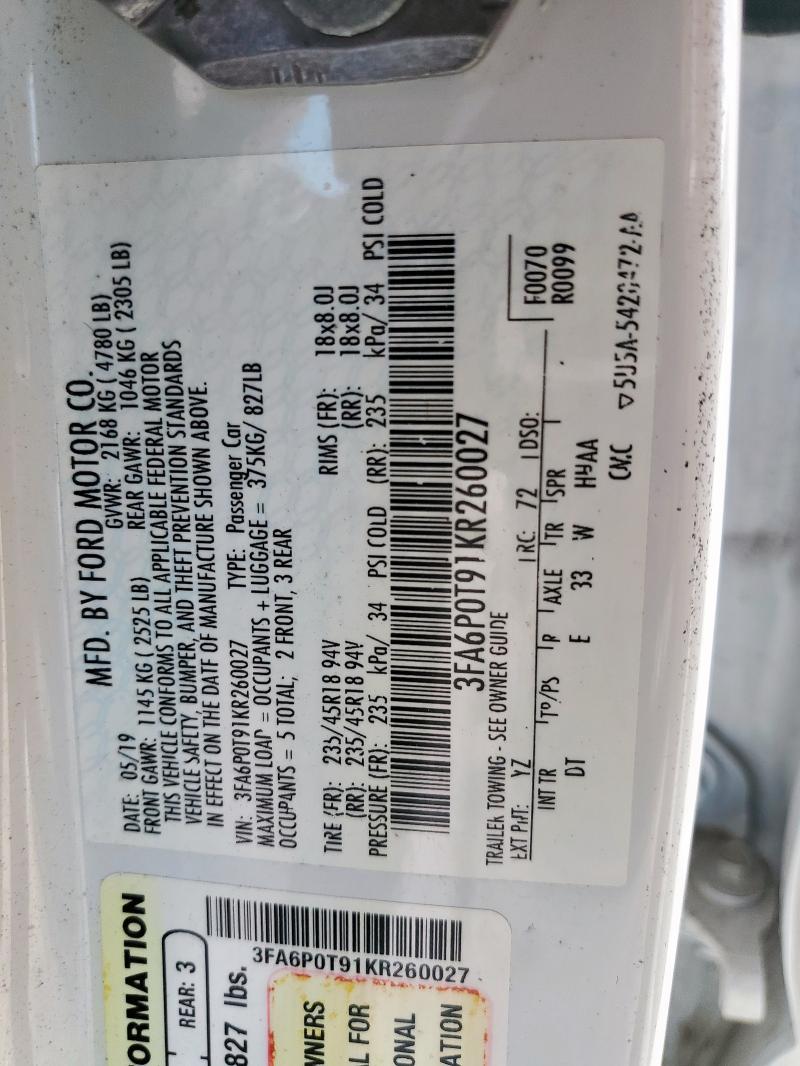 MFD. BY FORD MOTOR CO.
DATE: 05/19 GVWR: 2168 KG ( 4780 LB)
FRONT GAWR: 1145 KG ( 2525 LB) REAR GAWR: 1046 KG ( 2305 LB)
THIS VEHICLE CONFORMS TO ALL APPLICABLE FEDERAL MOTOR
VEHICLE SAFETY, BUMPER, AND THEFT PREVENTION STANDARDS
IN EFFECT ON THE DATE OF MANUFACTURE SHOWN ABOVE.
VIN: 3FA6P0T91KR260027 TYPE: Passenger Car
MAXIMUM LOAD = OCCUPANTS + LUGGAGE = 375KG/ 827LB
OCCUPANTS = 5 TOTAL; 2 FRONT, 3 REAR
TIRE (FR): 235/45R18 94V RIMS (FR): 18x8.0J
(RR): 235/45R18 94V (RR): 18x8.0J
PRESSURE (FR): 235 kPa/ 34 PSI COLD (RR): 235 kPa/ 34 PSI COLD
3FA6P0T91KR260027
TRAILER TOWING - SEE OWNER GUIDE
EXT PNT: YZ RC: 72 DSO: F0070
R0099
INT TR TP/PS R AXLE TR SPR
DT E 33 W HHAA
CMC
ORMATION
REAR: 3
827 lbs.
3FA6P0T91KR260027
WNERS
L FOR
ONAL
ATION